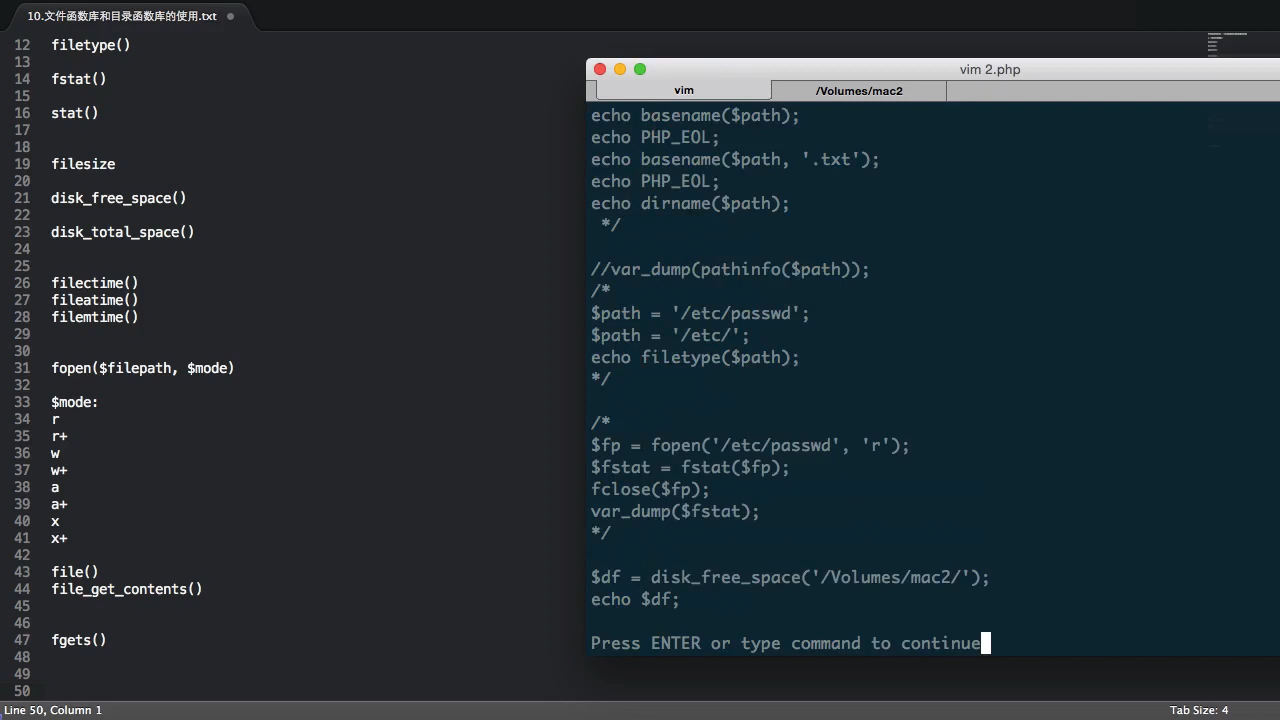 10.文件函数库和目录函数库的使用.txt
12 filetype()
13
14 fstat()
15
16 stat()
17
18
19 filesize
20
21 disk_free_space()
22
23 disk_total_space()
24
25
26 filectime()
27 fileatime()
28 filemtime()
29
30
31 fopen($filepath, $mode)
32
33 $mode:
34 r
35 r+
36 w
37 w+
38 a
39 a+
40 x
41 x+
42
43 file()
44 file_get_contents()
45
46
47 fgets()
48
49
50
Line 50, Column 1
Tab Size: 4
vim 2.php
vim
/Volumes/mac2
echo basename($path);
echo PHP_EOL;
echo basename($path, '.txt');
echo PHP_EOL;
echo dirname($path);
*/
//var_dump(pathinfo($path));
/*
$path = '/etc/passwd';
$path = '/etc/';
echo filetype($path);
*/
/*
$fp = fopen('/etc/passwd', 'r');
$fstat = fstat($fp);
fclose($fp);
var_dump($fstat);
*/
$df = disk_free_space('/Volumes/mac2/');
echo $df;
Press ENTER or type command to continue